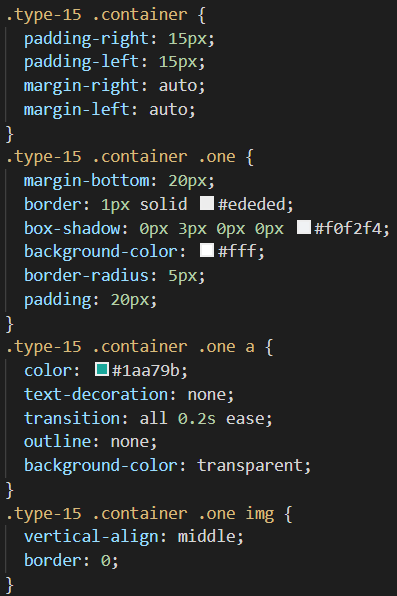 .type-15 .container {
  padding-right: 15px;
  padding-left: 15px;
  margin-right: auto;
  margin-left: auto;
}
.type-15 .container .one {
  margin-bottom: 20px;
  border: 1px solid #ededed;
  box-shadow: 0px 3px 0px 0px #f0f2f4;
  background-color: #fff;
  border-radius: 5px;
  padding: 20px;
}
.type-15 .container .one a {
  color: #1aa79b;
  text-decoration: none;
  transition: all 0.2s ease;
  outline: none;
  background-color: transparent;
}
.type-15 .container .one img {
  vertical-align: middle;
  border: 0;
}